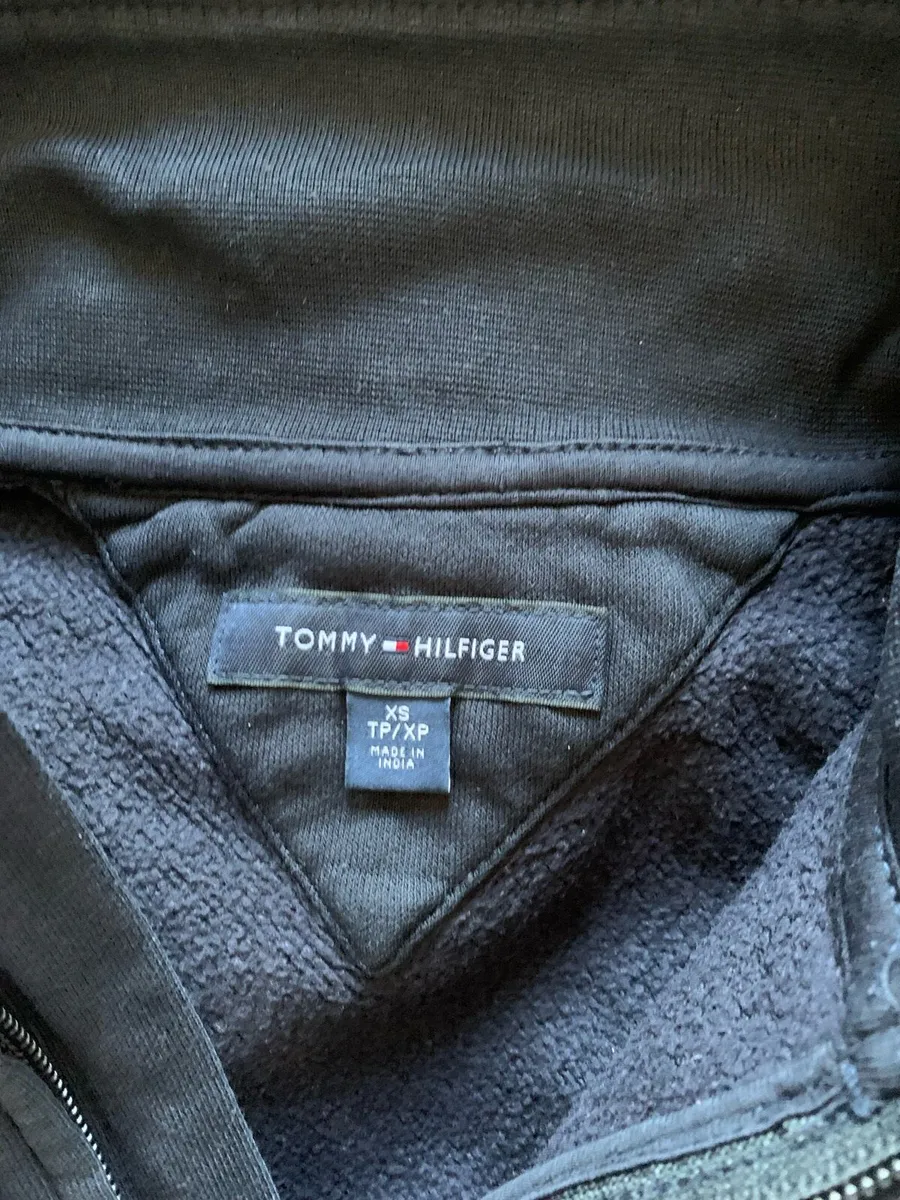 TOMMY HILFIGER
XS
TP/XP
MADE IN
INDIA